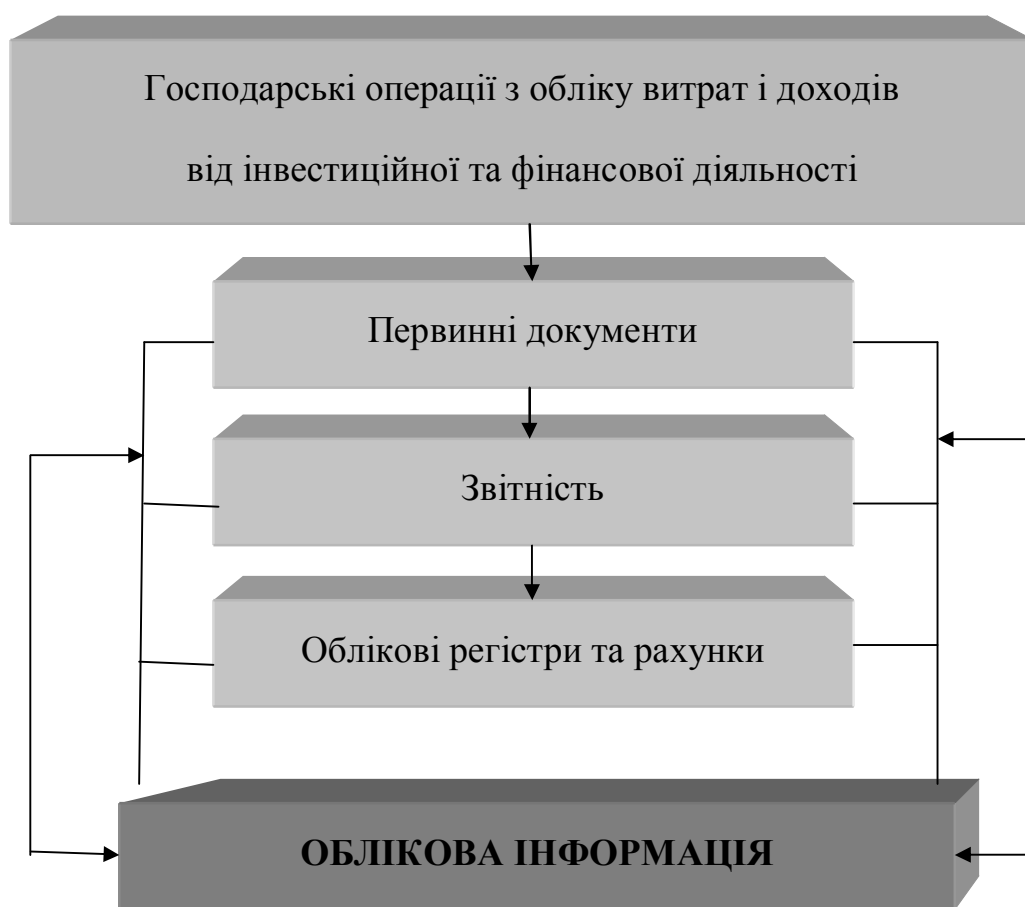 Господарські операції з обліку витрат і доходів
від інвестиційної та фінансової діяльності
Первинні документи
Звітність
Облікові регістри та рахунки
ОБЛІКОВА ІНФОРМАЦІЯ